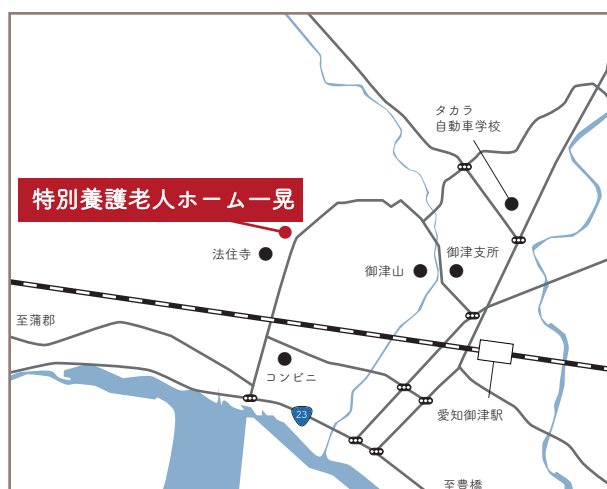 タカラ
自動車学校
特別養護老人ホーム一晃
法住寺
御津山
御津支所
至蒲郡
コンビニ
23
愛知御津駅
至豊橋